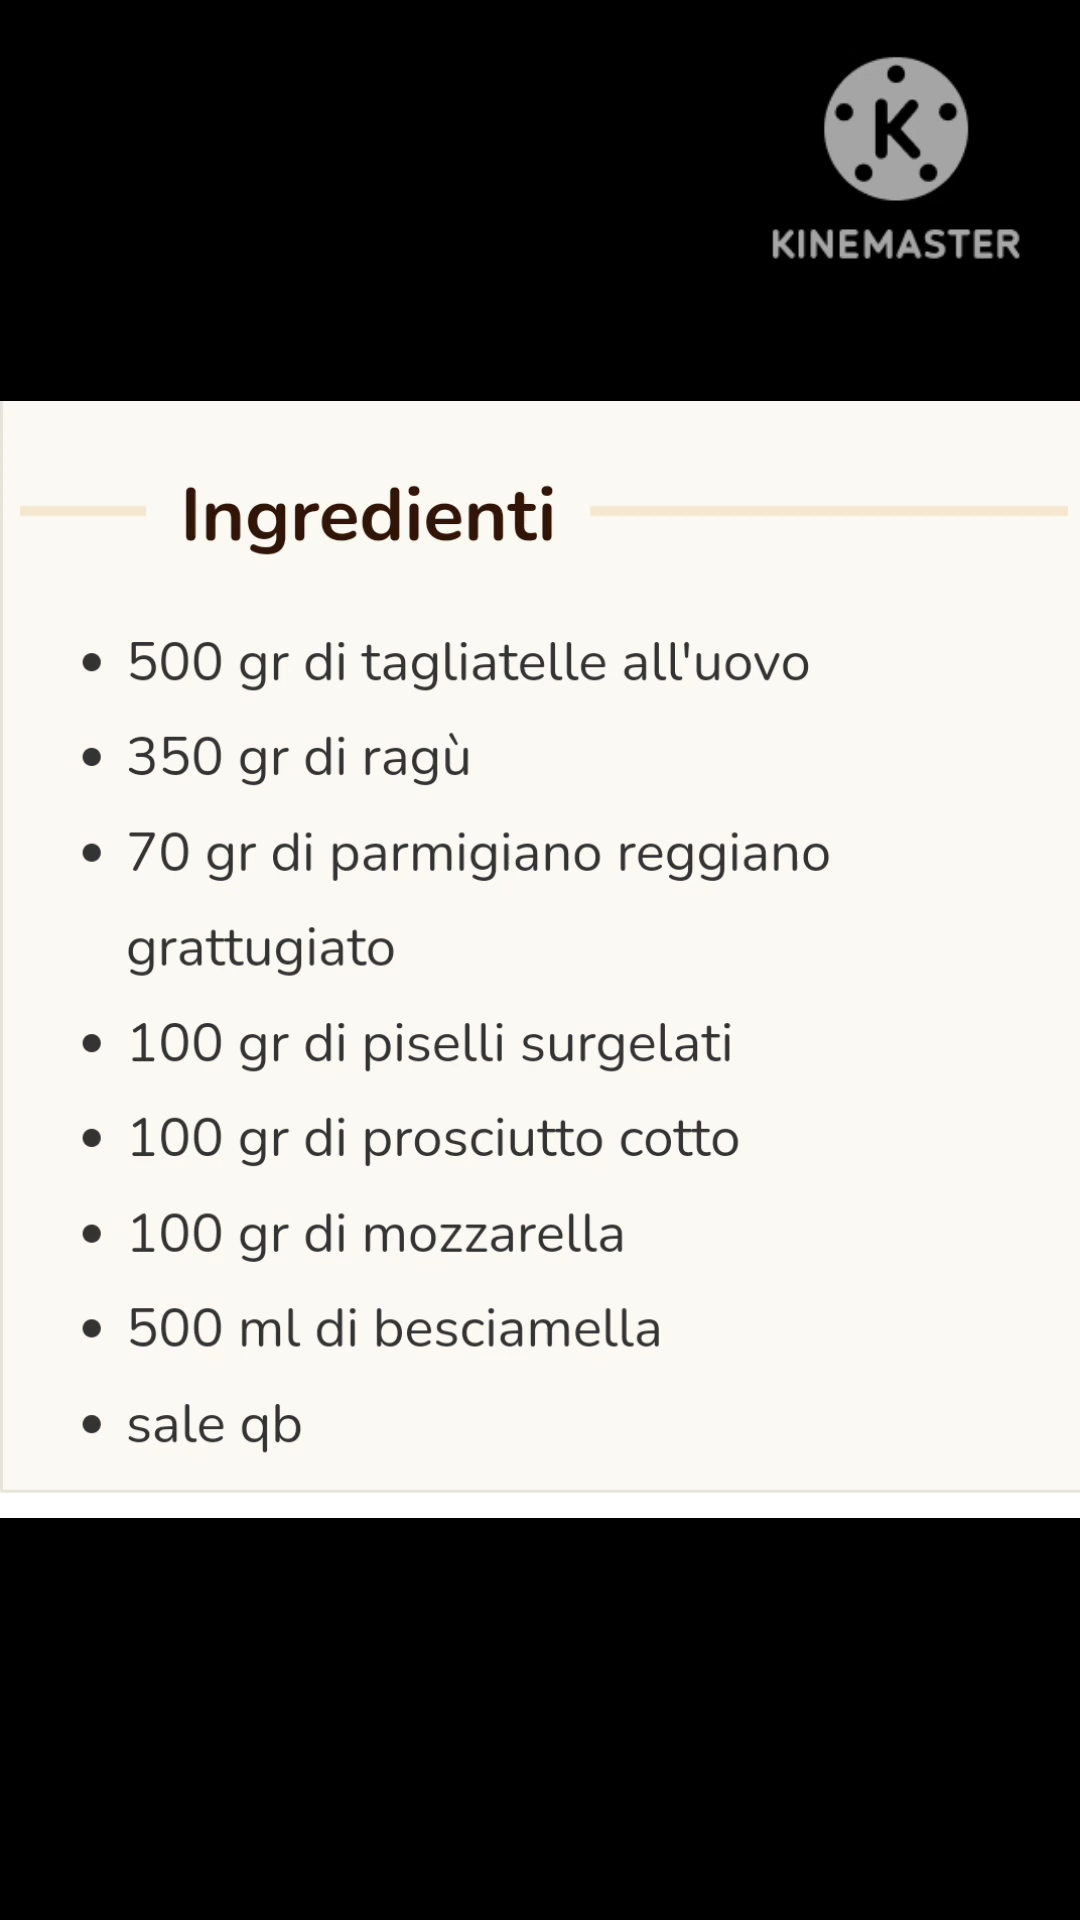 K
KINEMASTER
Ingredienti
• 500 gr di tagliatelle all'uovo
• 350 gr di ragù
• 70 gr di parmigiano reggiano
grattugiato
• 100 gr di piselli surgelati
• 100 gr di prosciutto cotto
• 100 gr di mozzarella
• 500 ml di besciamella
• sale qb